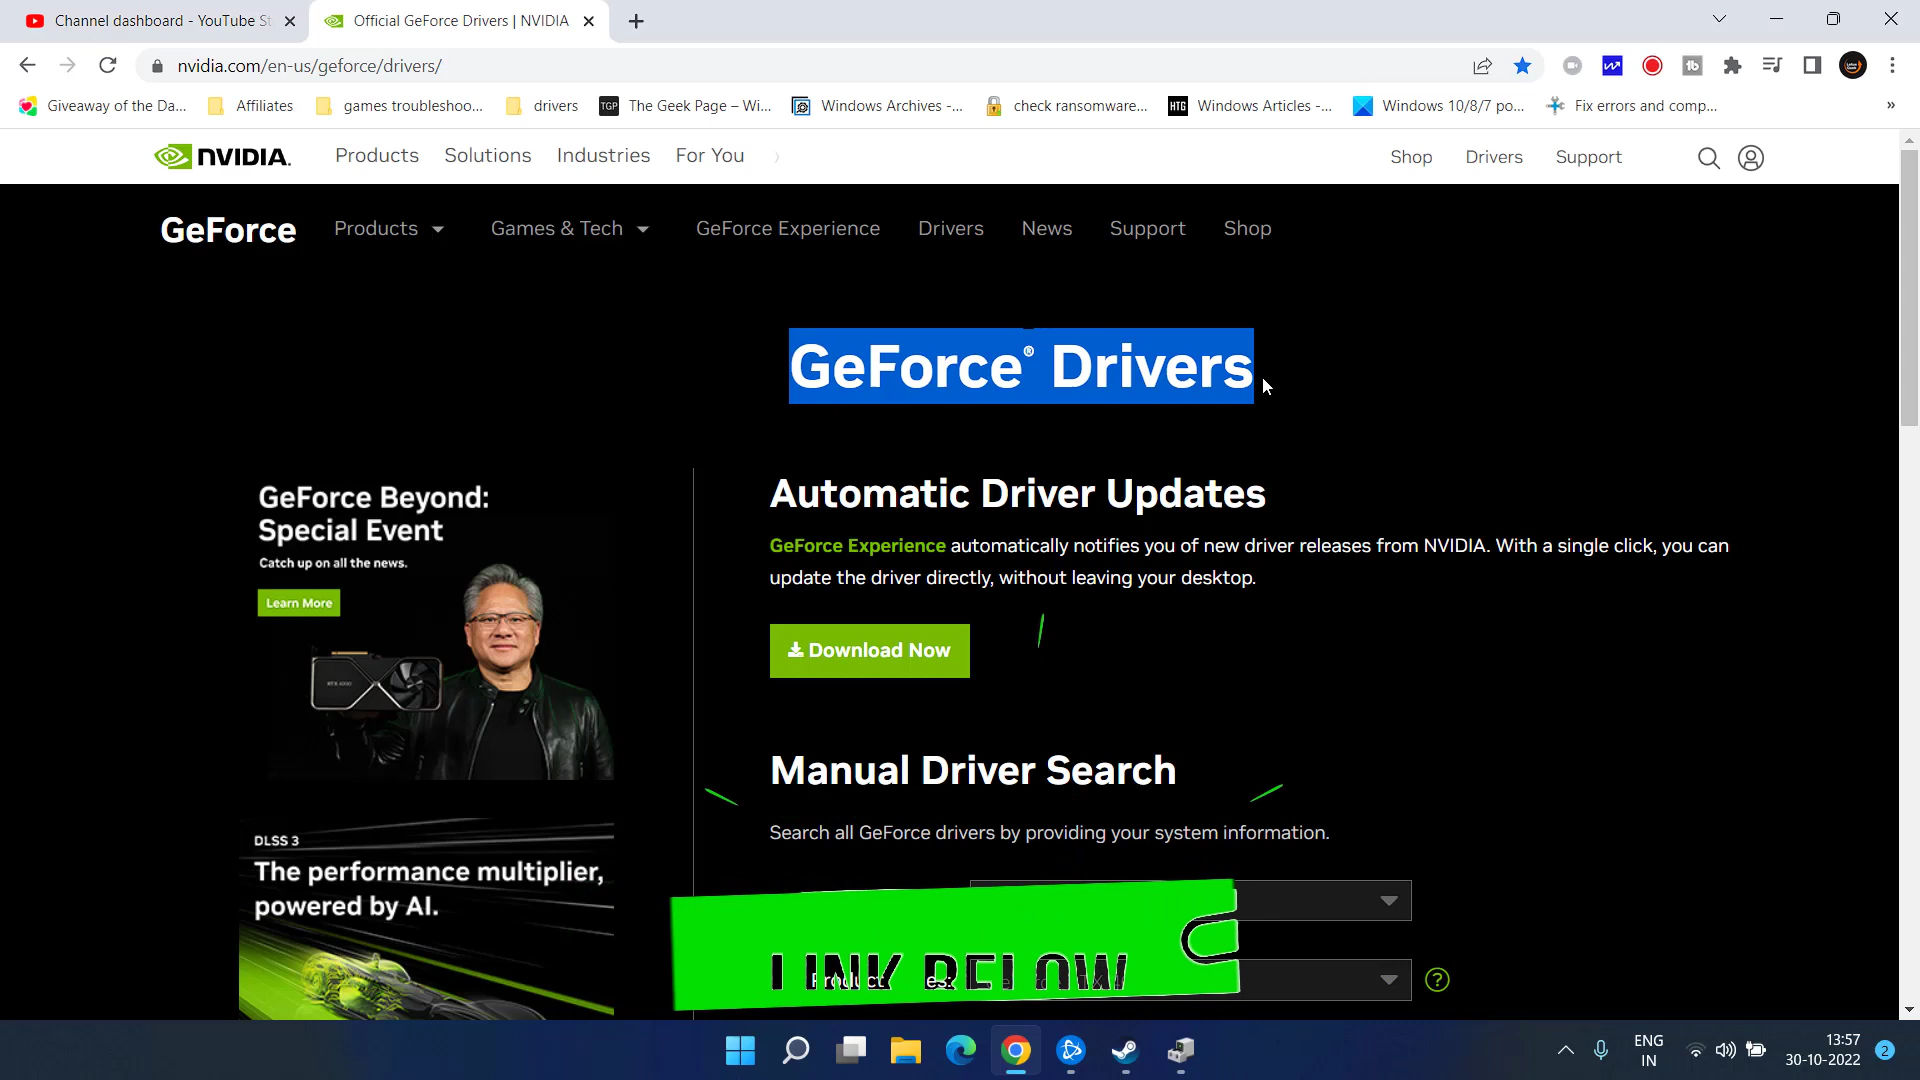 Channel dashboard - YouTube St
Official GeForce Drivers | NVIDIA
nvidia.com/en-us/geforce/drivers/
Giveaway of the Da...
Affiliates
games troubleshoo...
drivers
TGP
The Geek Page – Wi...
Windows Archives -...
check ransomware...
HTG
Windows Articles -...
Windows 10/8/7 po...
Fix errors and comp...
»
NVIDIA.
Products
Solutions
Industries
For You
Shop
Drivers
Support
GeForce
Products
Games & Tech
GeForce Experience
Drivers
News
Support
Shop
GeForce® Drivers
GeForce Beyond:
Special Event
Catch up on all the news.
Learn More
Automatic Driver Updates
GeForce Experience automatically notifies you of new driver releases from NVIDIA. With a single click, you can
update the driver directly, without leaving your desktop.
Download Now
Manual Driver Search
Search all GeForce drivers by providing your system information.
DLSS 3
The performance multiplier,
powered by AI.
LINK BELOW
?
ENG
IN
13:57
30-10-2022
2